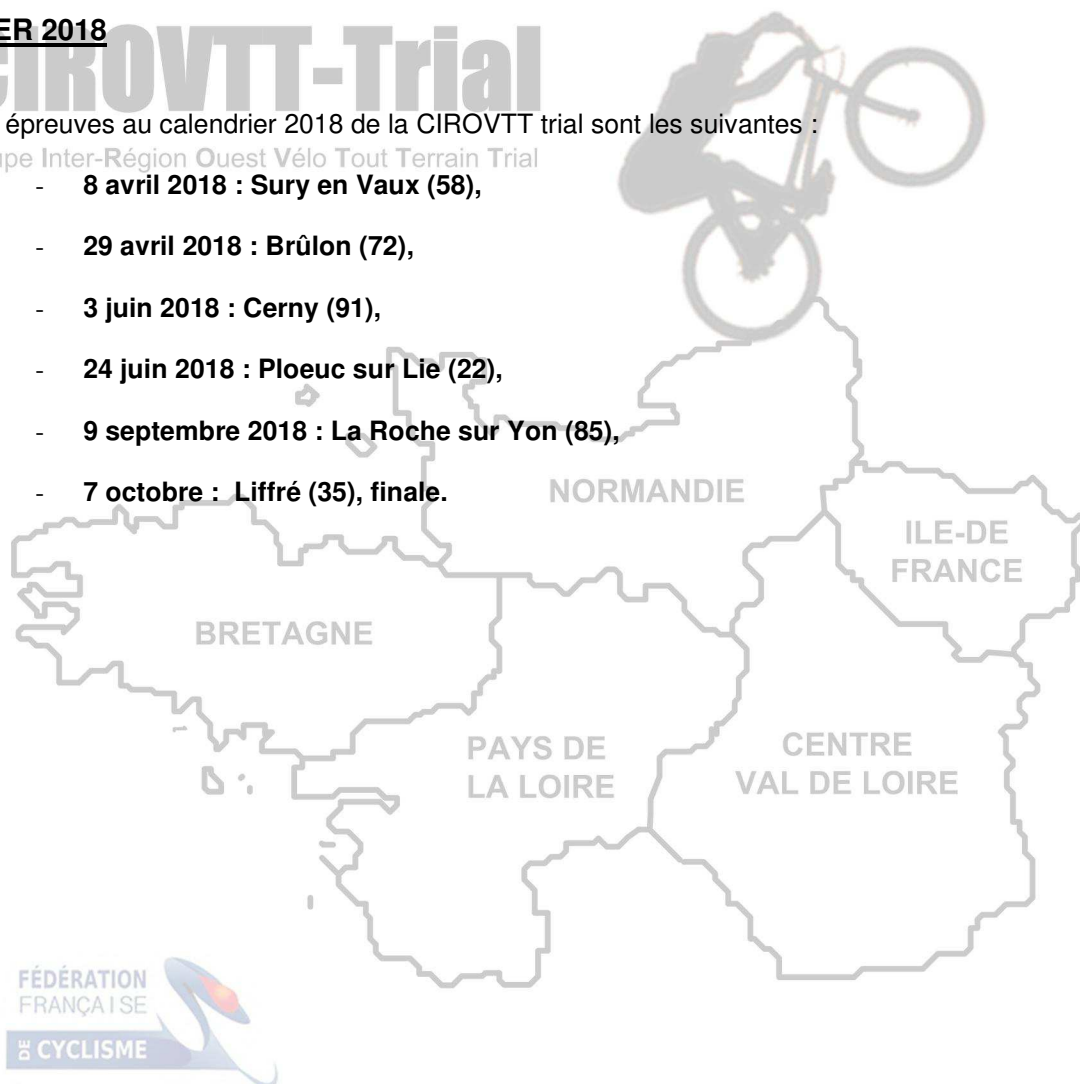 ER 2018
CIROVTT-Trial
épreuves au calendrier 2018 de la CIROVTT trial sont les suivantes :
Inter-Région Ouest Vélo Tout Terrain Trial
- 8 avril 2018 : Sury en Vaux (58),
- 29 avril 2018 : Brûlon (72),
- 3 juin 2018 : Cerny (91),
- 24 juin 2018 : Ploeuc sur Lie (22),
- 9 septembre 2018 : La Roche sur Yon (85),
- 7 octobre : Liffré (35), finale.
NORMANDIE
ILE-DE
FRANCE
BRETAGNE
PAYS DE
LA LOIRE
CENTRE
VAL DE LOIRE
FÉDÉRATION
FRANÇAISE
DE CYCLISME